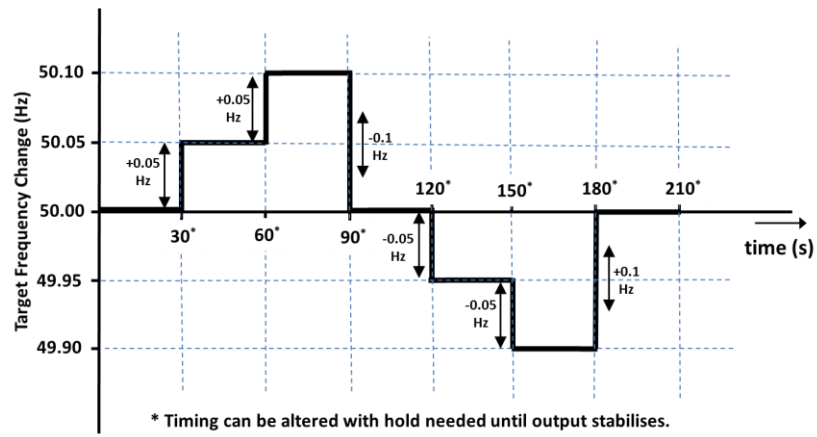 Target Frequency Change (Hz)
50.10
50.05
50.00
49.95
49.90
+0.05
Hz
+0.05
Hz
-0.1
Hz
30*
60*
90*
120*
150*
180*
210*
-0.05
Hz
-0.05
Hz
+0.1
Hz
time (s)
* Timing can be altered with hold needed until output stabilises.